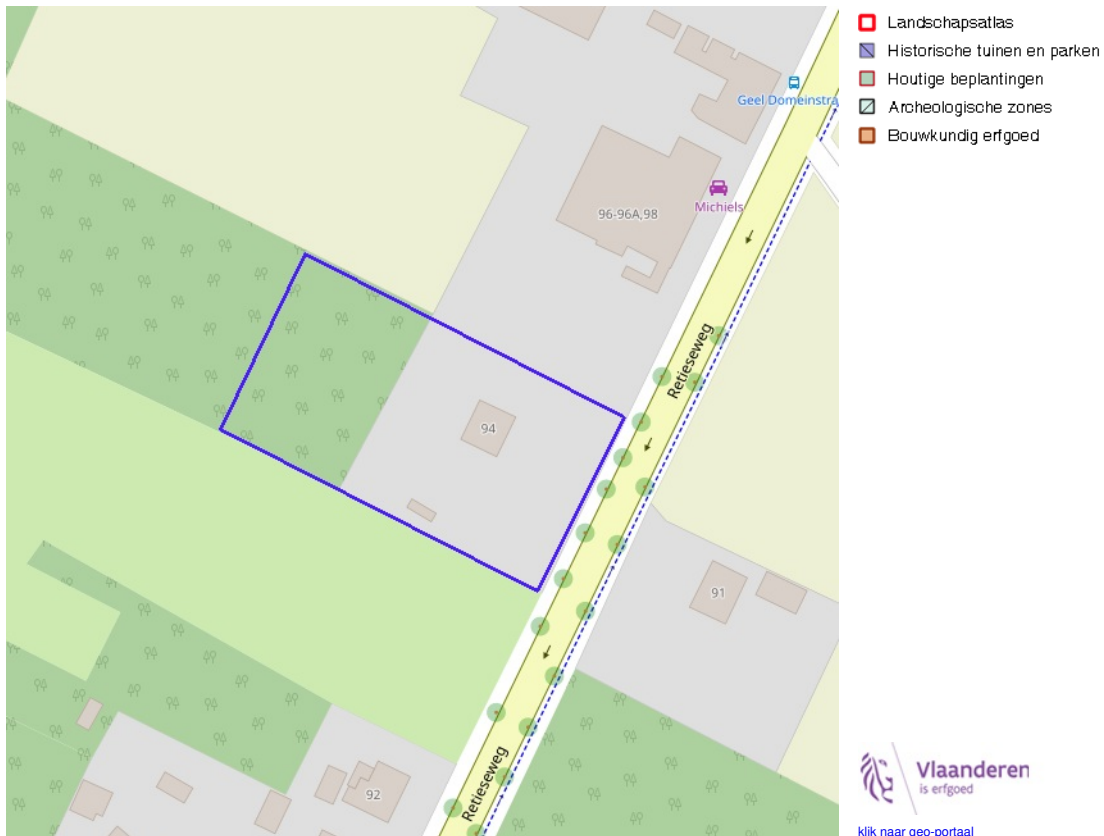 Landschapsatlas
Historische tuinen en parken
Houtige beplantingen
Archeologische zones
Bouwkundig erfgoed
Geel Domeinstra
96-96A,98
Michiels
Retieseweg
94
91
Retieseweg
92
Vlaanderen
is erfgoed
klik naar geo-portaal